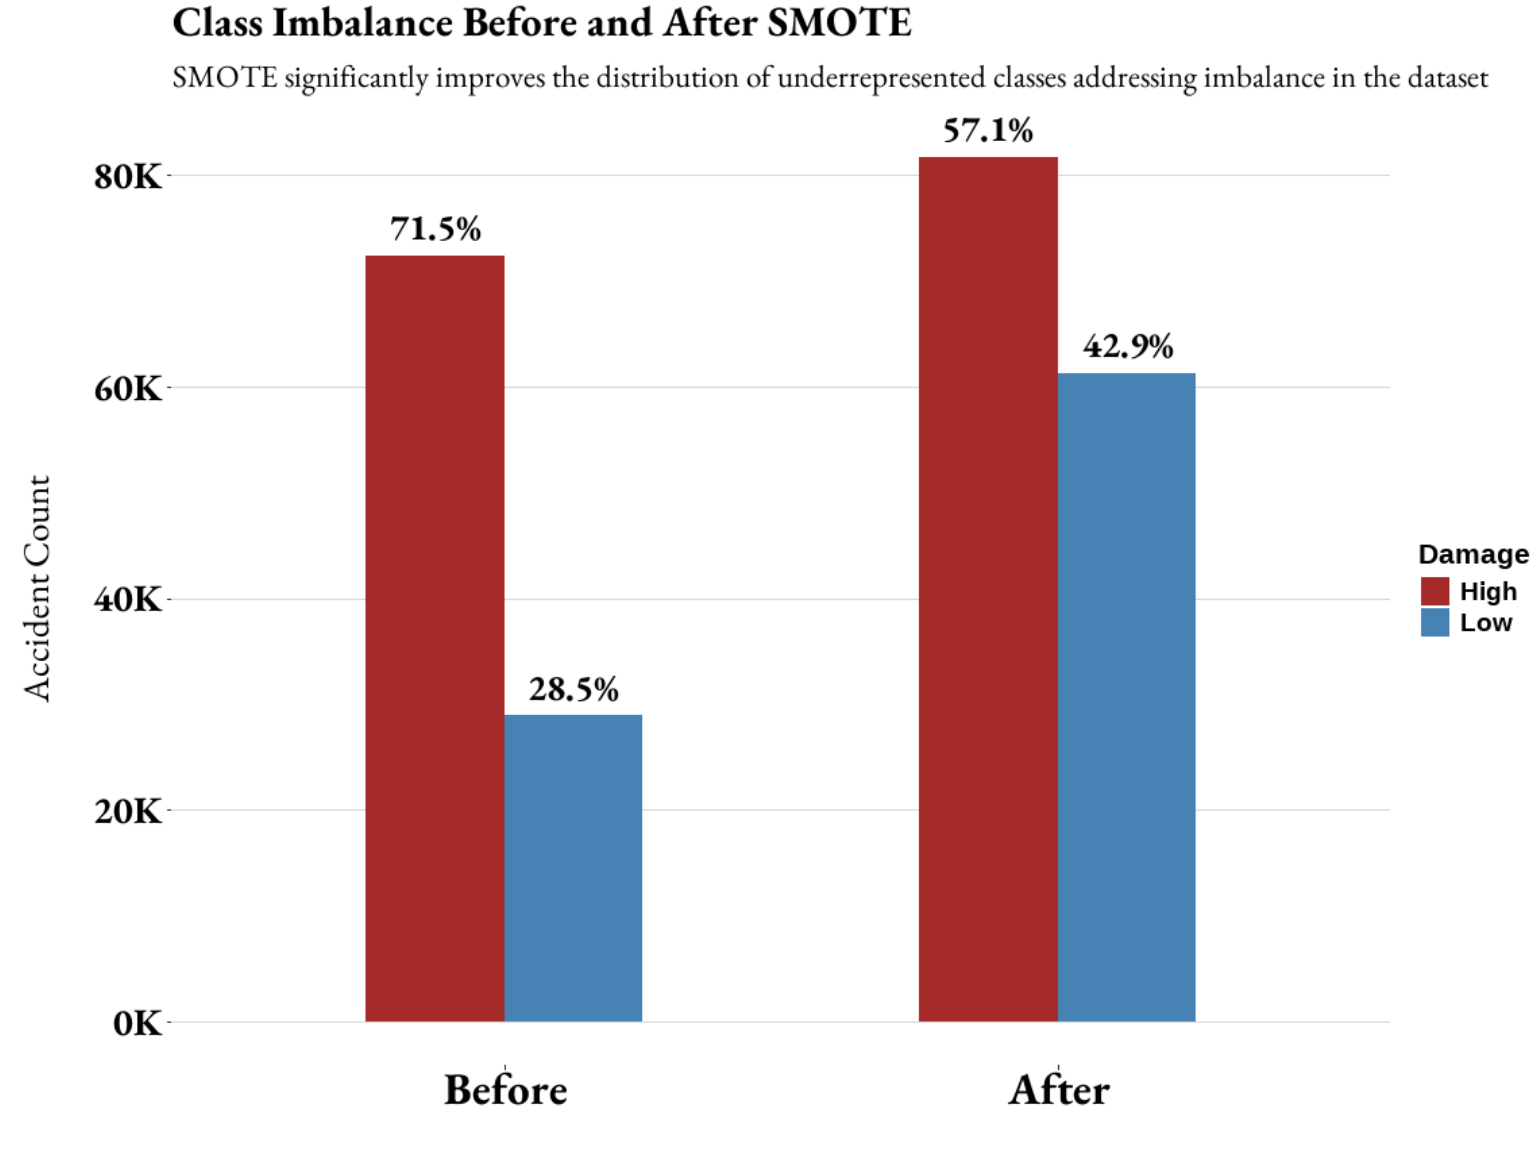 Class Imbalance Before and After SMOTE
SMOTE significantly improves the distribution of underrepresented classes addressing imbalance in the dataset
57.1%
80K
71.5%
42.9%
60K
Accident Count
Damage
High
Low
40K
28.5%
20K
0K
Before
After